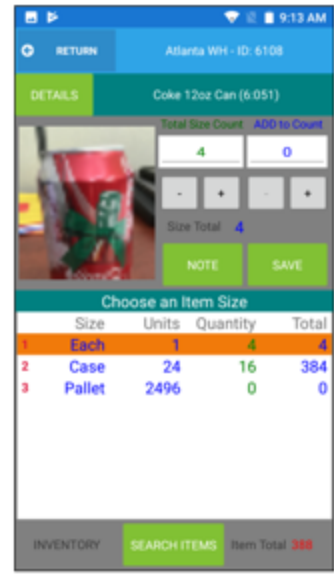 9:13 AM
RETURN Atlanta WH - ID: 6108
DETAILS Coke 12oz Can (6:051)
Total Size Count ADD to Count
4 0
- + - +
Size Total 4
NOTE SAVE
Choose an Item Size
Size Units Quantity Total
1 Each 1 4 4
2 Case 24 16 384
3 Pallet 2496 0 0
INVENTORY SEARCH ITEMS Item Total 388